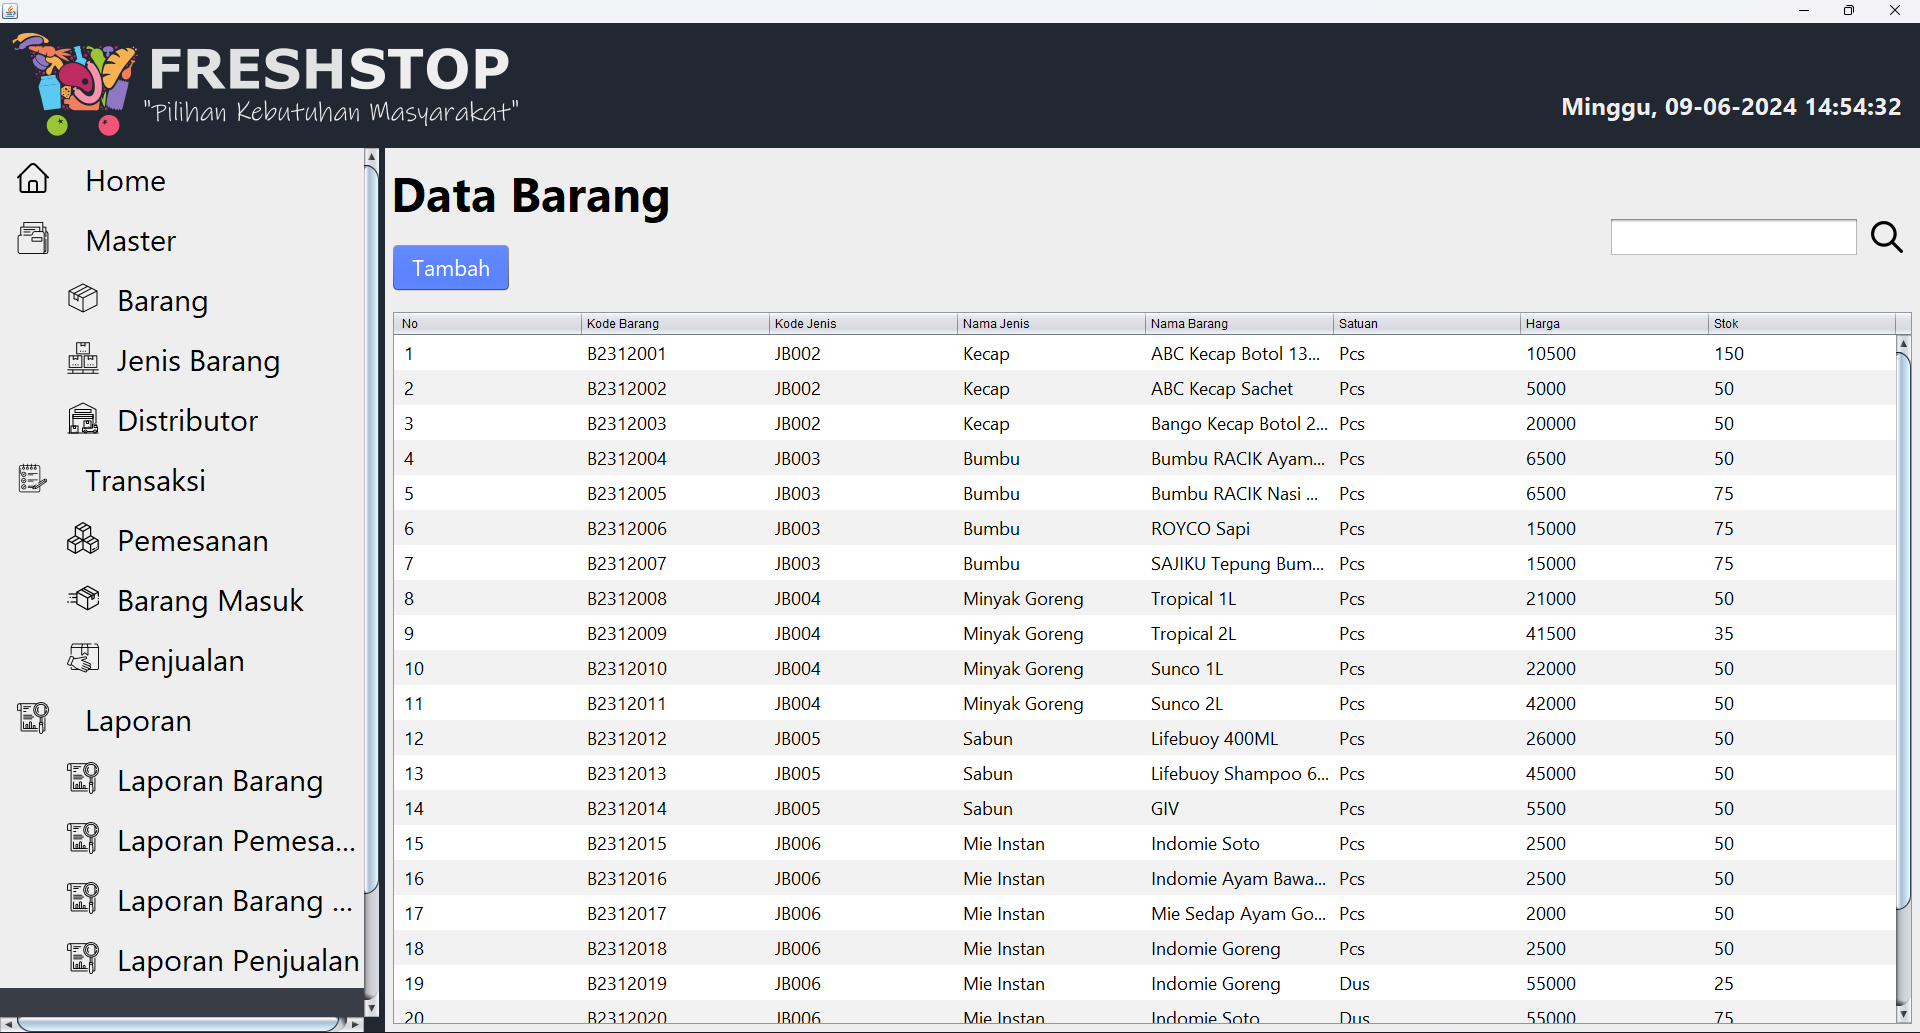 FRESHSTOP
"Pilihan Kebutuhan Masyarakat"
Minggu, 09-06-2024 14:54:32
Home
Master
Barang
Jenis Barang
Distributor
Transaksi
Pemesanan
Barang Masuk
Penjualan
Laporan
Laporan Barang
Laporan Pemesa...
Laporan Barang ...
Laporan Penjualan
Data Barang
Tambah
No Kode Barang Kode Jenis Nama Jenis Nama Barang Satuan Harga Stok
1 B2312001 JB002 Kecap ABC Kecap Botol 13... Pcs 10500 150
2 B2312002 JB002 Kecap ABC Kecap Sachet Pcs 5000 50
3 B2312003 JB002 Kecap Bango Kecap Botol 2... Pcs 20000 50
4 B2312004 JB003 Bumbu Bumbu RACIK Ayam... Pcs 6500 50
5 B2312005 JB003 Bumbu Bumbu RACIK Nasi ... Pcs 6500 75
6 B2312006 JB003 Bumbu ROYCO Sapi Pcs 15000 75
7 B2312007 JB003 Bumbu SAJIKU Tepung Bum... Pcs 15000 75
8 B2312008 JB004 Minyak Goreng Tropical 1L Pcs 21000 50
9 B2312009 JB004 Minyak Goreng Tropical 2L Pcs 41500 35
10 B2312010 JB004 Minyak Goreng Sunco 1L Pcs 22000 50
11 B2312011 JB004 Minyak Goreng Sunco 2L Pcs 42000 50
12 B2312012 JB005 Sabun Lifebuoy 400ML Pcs 26000 50
13 B2312013 JB005 Sabun Lifebuoy Shampoo 6... Pcs 45000 50
14 B2312014 JB005 Sabun GIV Pcs 5500 50
15 B2312015 JB006 Mie Instan Indomie Soto Pcs 2500 50
16 B2312016 JB006 Mie Instan Indomie Ayam Bawa... Pcs 2500 50
17 B2312017 JB006 Mie Instan Mie Sedap Ayam Go... Pcs 2000 50
18 B2312018 JB006 Mie Instan Indomie Goreng Pcs 2500 50
19 B2312019 JB006 Mie Instan Indomie Goreng Dus 55000 25
20 B2312020 JB006 Mie Instan Indomie Soto Dus 55000 75